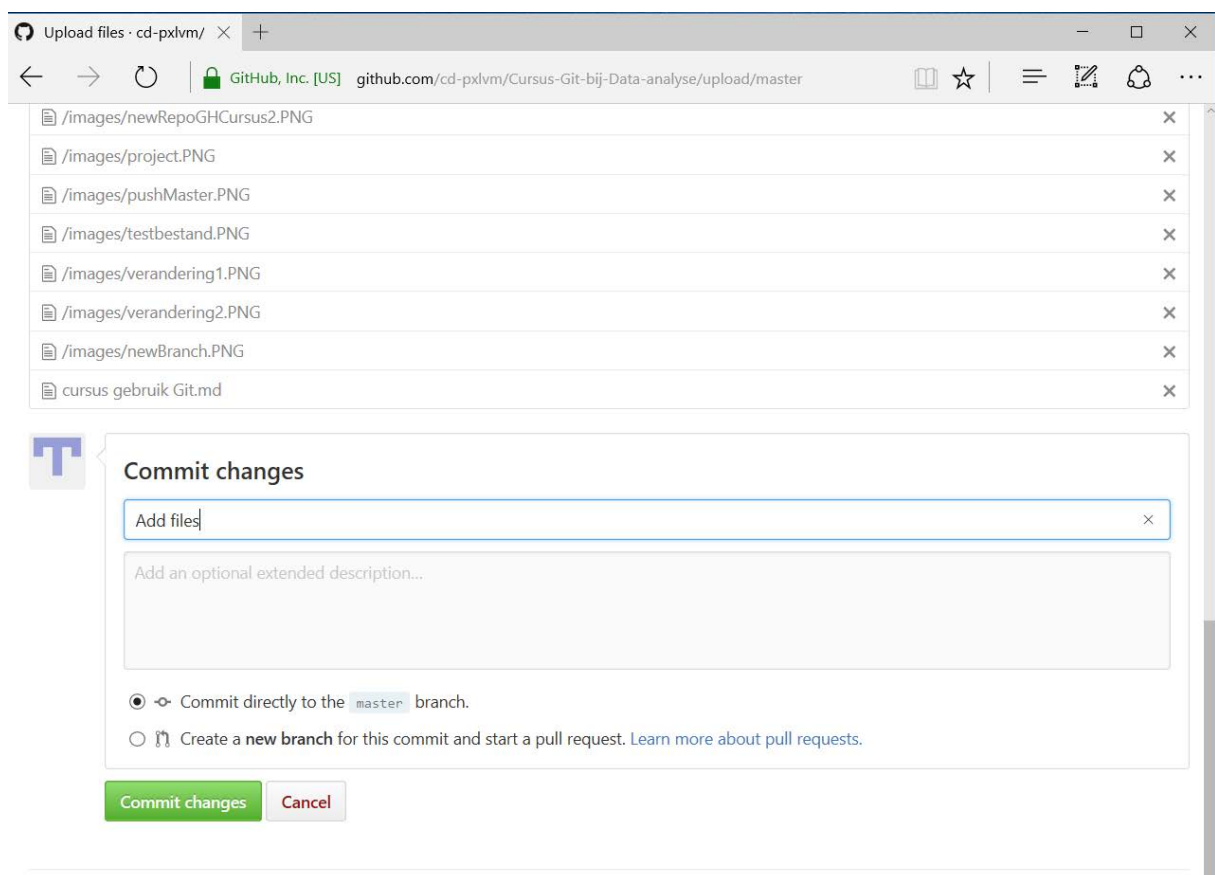 Upload files · cd-pxlvm/
GitHub, Inc. [US] github.com/cd-pxlvm/Cursus-Git-bij-Data-analyse/upload/master
/images/newRepoGHCursus2.PNG
/images/project.PNG
/images/pushMaster.PNG
/images/testbestand.PNG
/images/verandering1.PNG
/images/verandering2.PNG
/images/newBranch.PNG
cursus gebruik Git.md
Commit changes
Add files
Add an optional extended description...
Commit directly to the master branch.
Create a new branch for this commit and start a pull request. Learn more about pull requests.
Commit changes Cancel